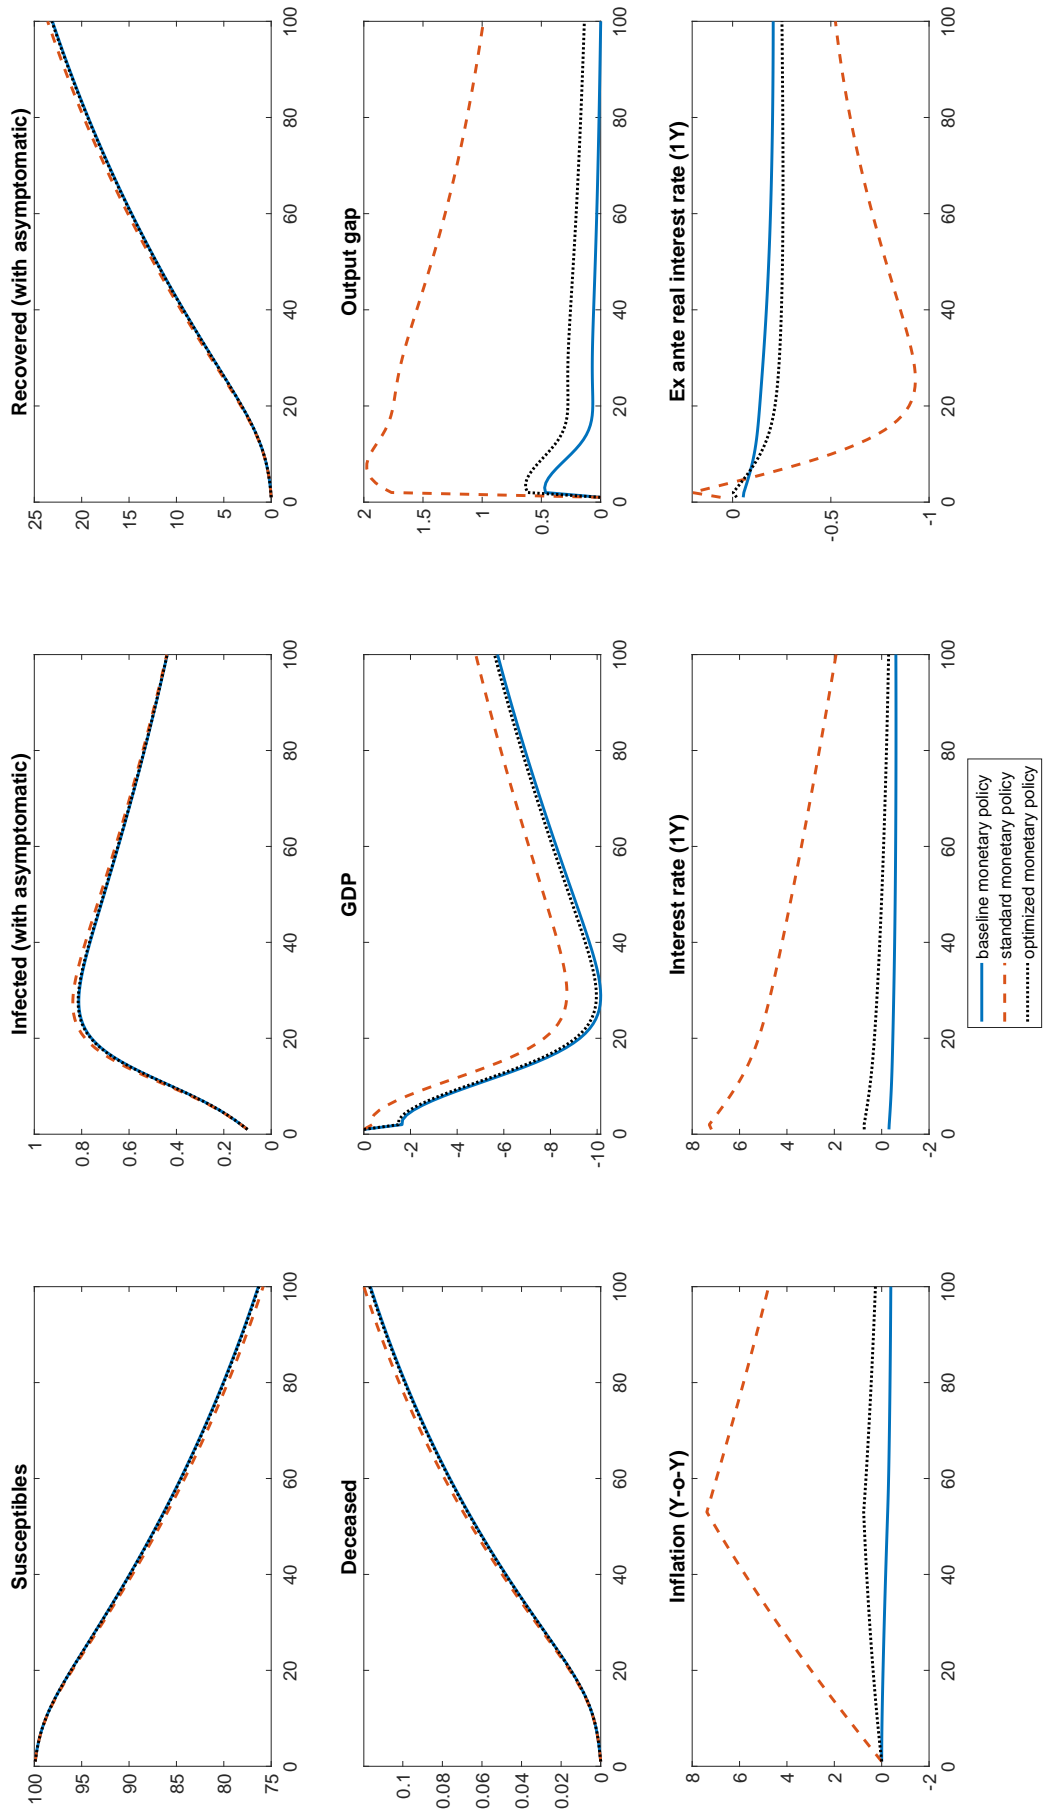 Susceptibles
100
95
90
85
80
75
0 20 40 60 80 100
Infected (with asymptomatic)
1
0.8
0.6
0.4
0.2
0
0 20 40 60 80 100
Recovered (with asymptomatic)
25
20
15
10
5
0
0 20 40 60 80 100
Deceased
0.1
0.08
0.06
0.04
0.02
0
0 20 40 60 80 100
GDP
0
-2
-4
-6
-8
-10
0 20 40 60 80 100
Output gap
2
1.5
1
0.5
0
0 20 40 60 80 100
Inflation (Y-o-Y)
8
6
4
2
0
-2
0 20 40 60 80 100
Interest rate (1Y)
8
6
4
2
0
-2
0 20 40 60 80 100
Ex ante real interest rate (1Y)
0
-0.5
-1
0 20 40 60 80 100
baseline monetary policy
standard monetary policy
optimized monetary policy